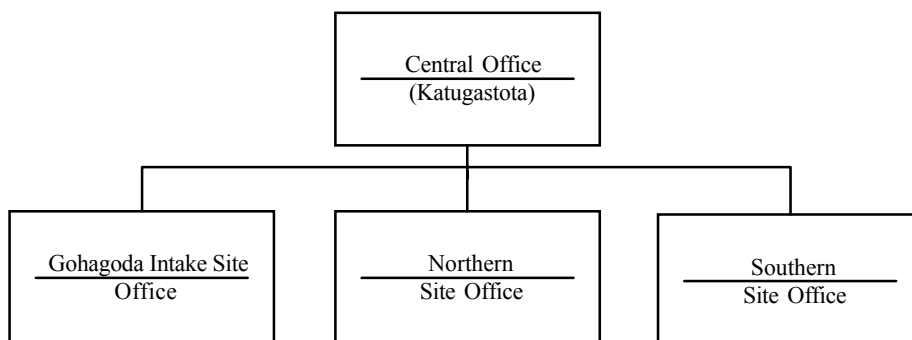 Central Office
(Katugastota)
Gohagoda Intake Site
Office
Northern
Site Office
Southern
Site Office